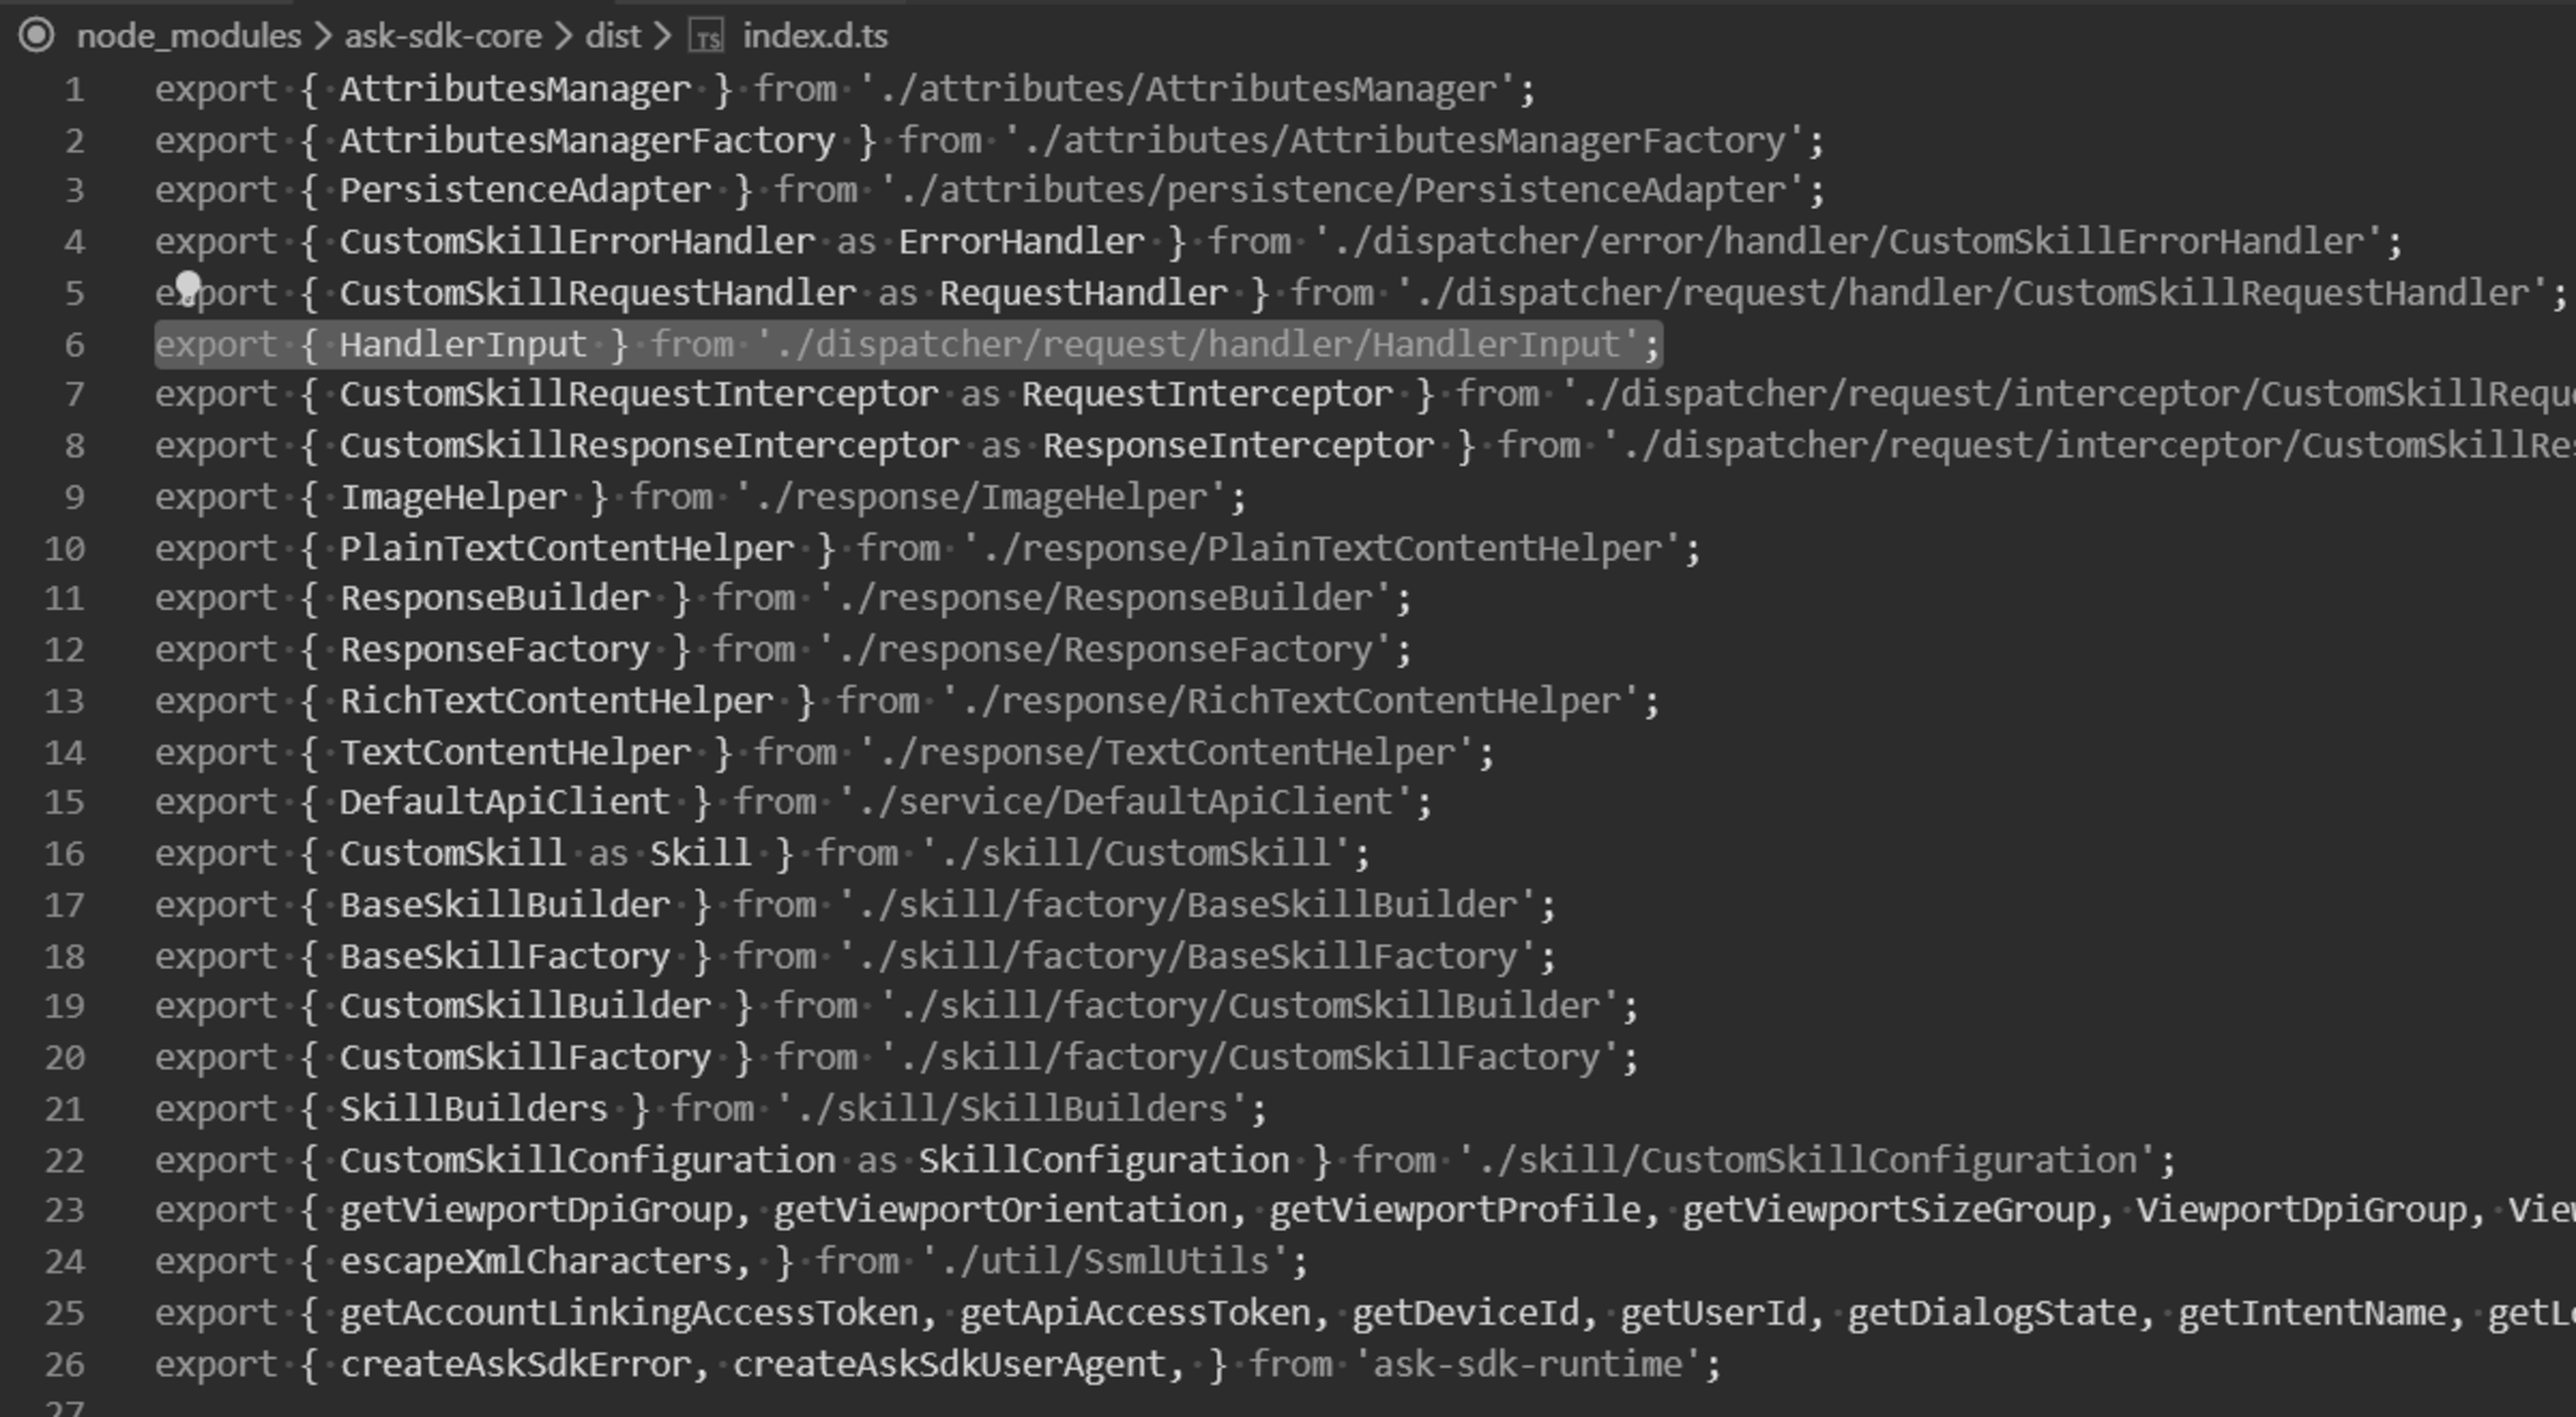 node_modules > ask-sdk-core > dist > TS index.d.ts
1 export { AttributesManager } from './attributes/AttributesManager';
2 export { AttributesManagerFactory } from './attributes/AttributesManagerFactory';
3 export { PersistenceAdapter } from './attributes/persistence/PersistenceAdapter';
4 export { CustomSkillErrorHandler as ErrorHandler } from './dispatcher/error/handler/CustomSkillErrorHandler';
5 export { CustomSkillRequestHandler as RequestHandler } from './dispatcher/request/handler/CustomSkillRequestHandler';
6 export { HandlerInput } from './dispatcher/request/handler/HandlerInput';
7 export { CustomSkillRequestInterceptor as RequestInterceptor } from './dispatcher/request/interceptor/CustomSkillReque
8 export { CustomSkillResponseInterceptor as ResponseInterceptor } from './dispatcher/request/interceptor/CustomSkillRes
9 export { ImageHelper } from './response/ImageHelper';
10 export { PlainTextContentHelper } from './response/PlainTextContentHelper';
11 export { ResponseBuilder } from './response/ResponseBuilder';
12 export { ResponseFactory } from './response/ResponseFactory';
13 export { RichTextContentHelper } from './response/RichTextContentHelper';
14 export { TextContentHelper } from './response/TextContentHelper';
15 export { DefaultApiClient } from './service/DefaultApiClient';
16 export { CustomSkill as Skill } from './skill/CustomSkill';
17 export { BaseSkillBuilder } from './skill/factory/BaseSkillBuilder';
18 export { BaseSkillFactory } from './skill/factory/BaseSkillFactory';
19 export { CustomSkillBuilder } from './skill/factory/CustomSkillBuilder';
20 export { CustomSkillFactory } from './skill/factory/CustomSkillFactory';
21 export { SkillBuilders } from './skill/SkillBuilders';
22 export { CustomSkillConfiguration as SkillConfiguration } from './skill/CustomSkillConfiguration';
23 export { getViewportDpiGroup, getViewportOrientation, getViewportProfile, getViewportSizeGroup, ViewportDpiGroup, View
24 export { escapeXmlCharacters, } from './util/SsmlUtils';
25 export { getAccountLinkingAccessToken, getApiAccessToken, getDeviceId, getUserId, getDialogState, getIntentName, getLo
26 export { createAskSdkError, createAskSdkUserAgent, } from 'ask-sdk-runtime';
27